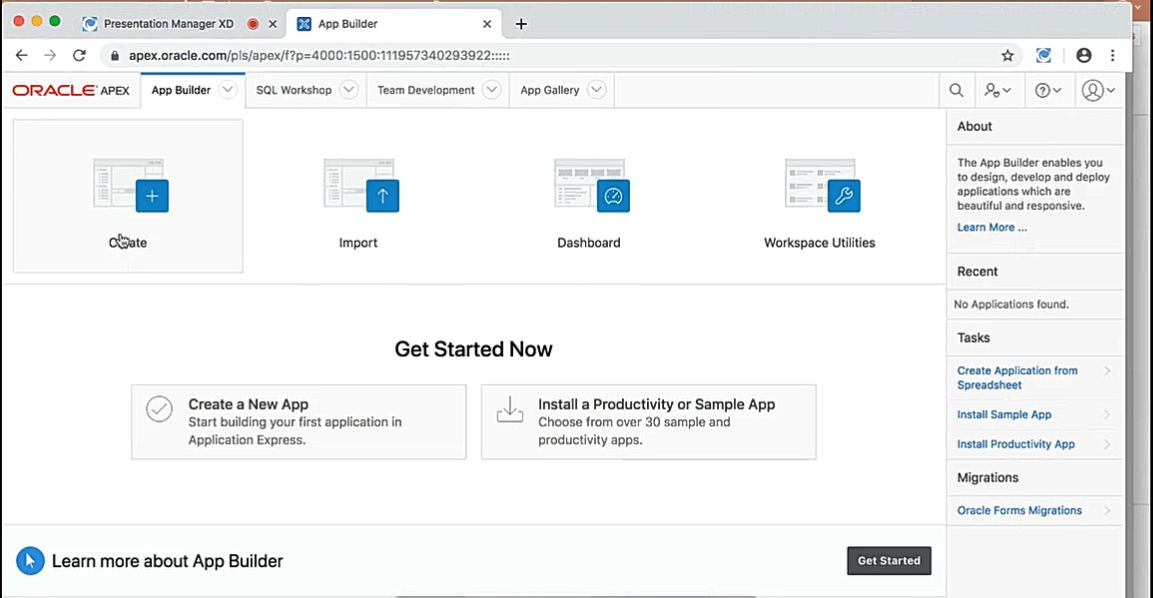 Presentation Manager XD
App Builder
apex.oracle.com/pls/apex/f?p=4000:1500:111957340293922:::::
ORACLE APEX
App Builder
SQL Workshop
Team Development
App Gallery
Create
Import
Dashboard
Workspace Utilities
Get Started Now
Create a New App
Start building your first application in
Application Express.
Install a Productivity or Sample App
Choose from over 30 sample and
productivity apps.
Learn more about App Builder
Get Started
About
The App Builder enables you
to design, develop and deploy
applications which are
beautiful and responsive.
Learn More ...
Recent
No Applications found.
Tasks
Create Application from
Spreadsheet
Install Sample App
Install Productivity App
Migrations
Oracle Forms Migrations